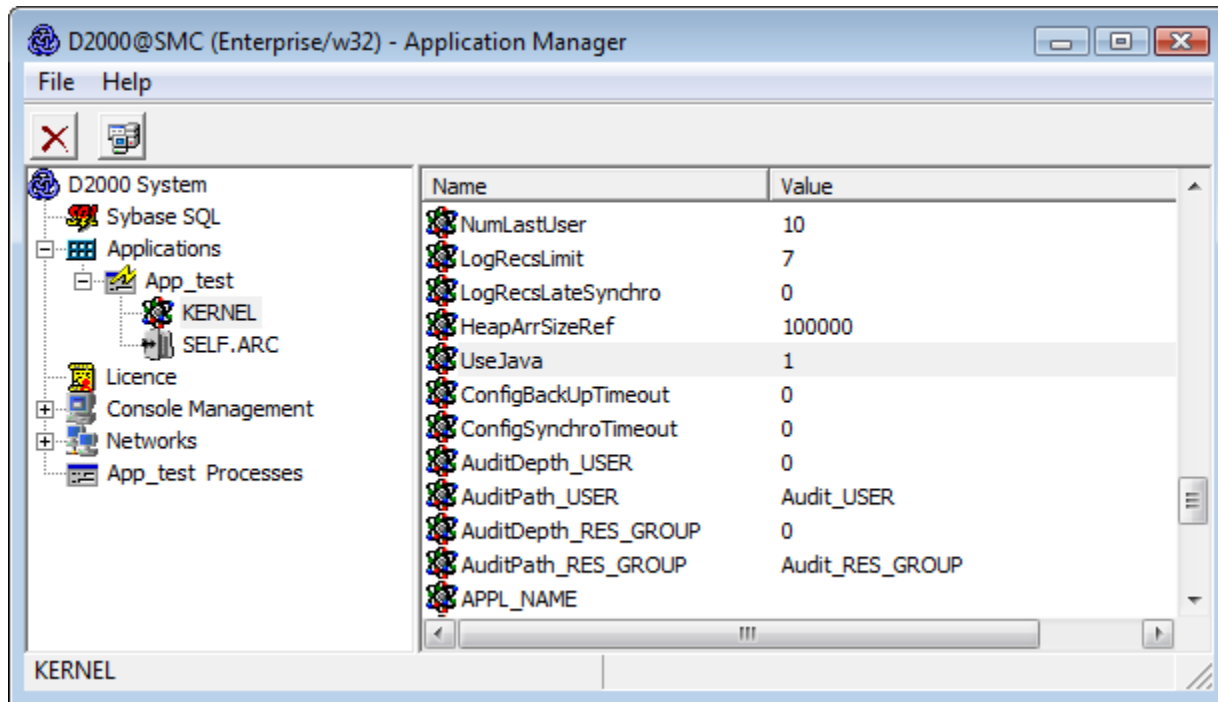 D2000@SMC (Enterprise/w32) - Application Manager
File Help
D2000 System
Sybase SQL
Applications
App_test
KERNEL
SELF.ARC
Licence
Console Management
Networks
App_test Processes
Name Value
NumLastUser 10
LogRecsLimit 7
LogRecsLateSynchro 0
HeapArrSizeRef 100000
UseJava 1
ConfigBackUpTimeout 0
ConfigSynchroTimeout 0
AuditDepth_USER 0
AuditPath_USER Audit_USER
AuditDepth_RES_GROUP 0
AuditPath_RES_GROUP Audit_RES_GROUP
APPL_NAME
KERNEL